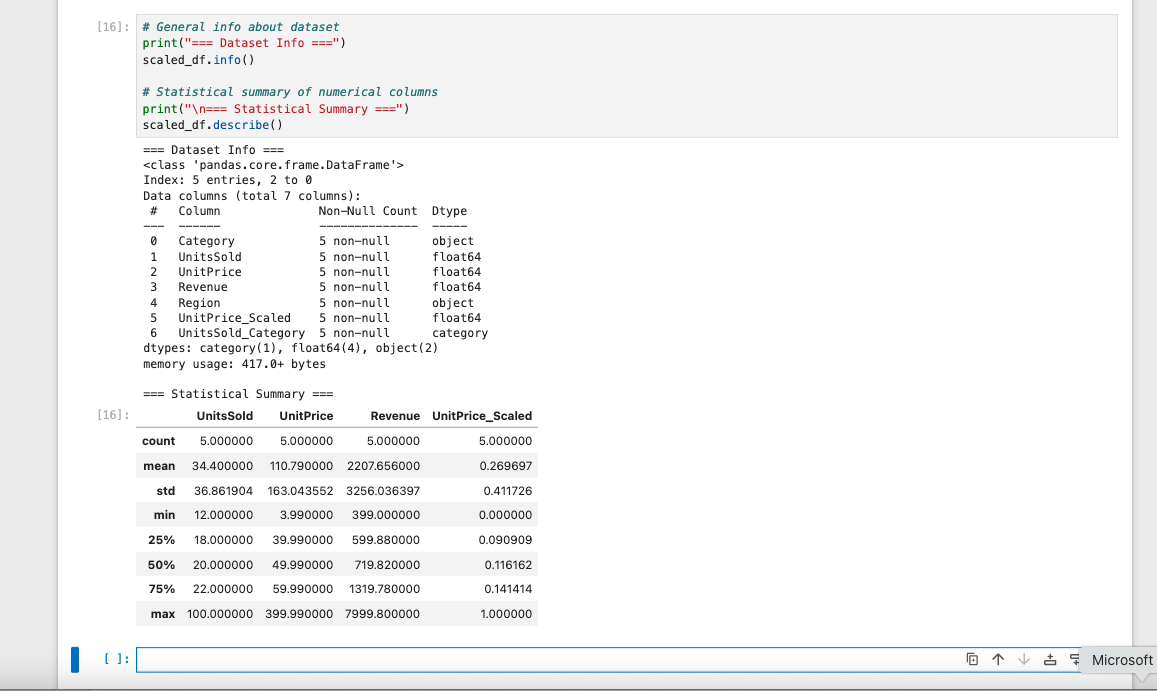 [16]: # General info about dataset
print("=== Dataset Info ===")
scaled_df.info()
# Statistical summary of numerical columns
print("\n=== Statistical Summary ===")
scaled_df.describe()
=== Dataset Info ===
<class 'pandas.core.frame.DataFrame'>
Index: 5 entries, 2 to 0
Data columns (total 7 columns):
#   Column             Non-Null Count  Dtype
---  ------             --------------  -----
0   Category           5 non-null      object
1   UnitsSold          5 non-null      float64
2   UnitPrice          5 non-null      float64
3   Revenue            5 non-null      float64
4   Region             5 non-null      object
5   UnitPrice_Scaled   5 non-null      float64
6   UnitsSold_Category  5 non-null      category
dtypes: category(1), float64(4), object(2)
memory usage: 417.0+ bytes
=== Statistical Summary ===
[16]: UnitsSold UnitPrice Revenue UnitPrice_Scaled
count 5.000000 5.000000 5.000000 5.000000
mean 34.400000 110.790000 2207.656000 0.269697
std 36.861904 163.043552 3256.036397 0.411726
min 12.000000 3.990000 399.000000 0.000000
25% 18.000000 39.990000 599.880000 0.090909
50% 20.000000 49.990000 719.820000 0.116162
75% 22.000000 59.990000 1319.780000 0.141414
max 100.000000 399.990000 7999.800000 1.000000
[ ]:
Microsoft